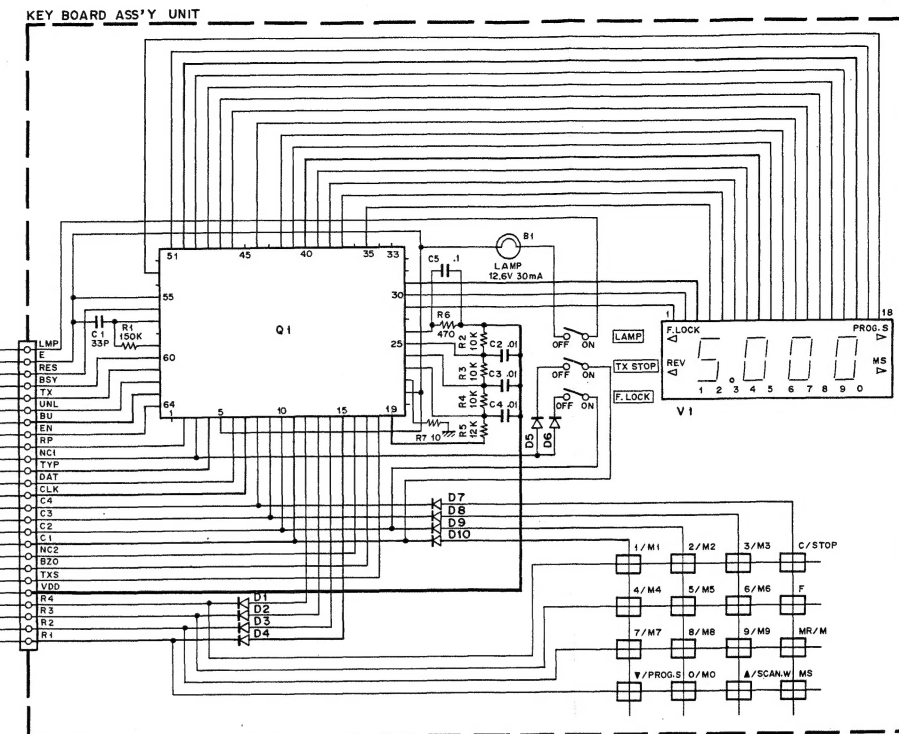 KEY BOARD ASS'Y UNIT
51 45 40 35 33
B1
LAMP
12.6V 30mA
C5 .1
55
30
Q1
R1
150K
C1
33P
R6
470
R2
10K
25
C2 .01
R3
10K
C3 .01
R4
10K
C4 .01
R5
12K
R7 10
60
64
1 5 10 15 19
OFF ON
LAMP
OFF ON
TX STOP
OFF ON
F.LOCK
D5
D6
1 18
F.LOCK PROG.S
REV 5.000 MS
1 2 3 4 5 6 7 8 9 0
V1
LMP
E
RES
BSY
TX
UNL
BU
EN
RP
NC1
TYP
DAT
CLK
C4
C3
C2
C1
NC2
BZO
TXS
VDD
R4
R3
R2
R1
D7
D8
D9
D10
D1
D2
D3
D4
1/M1 2/M2 3/M3 C/STOP
4/M4 5/M5 6/M6 F
7/M7 8/M8 9/M9 MR/M
▼/PROG.S 0/M0 ▲/SCAN.W MS